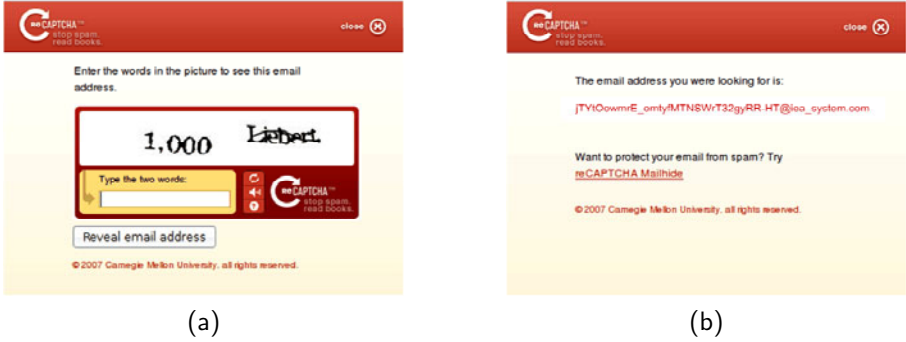 reCAPTCHA™
stop spam.
read books.
close
Enter the words in the picture to see this email
address.
1,000 Liebert.
Type the two words:
reCAPTCHA™
stop spam.
read books.
Reveal email address
©2007 Carnegie Mellon University, all rights reserved.
(a)
reCAPTCHA™
stop spam.
read books.
close
The email address you were looking for is:
jTYtOowmrE_omtyfMTNSWrT32gyRR-HT@iea_system.com
Want to protect your email from spam? Try
reCAPTCHA Mailhide
©2007 Carnegie Mellon University, all rights reserved.
(b)